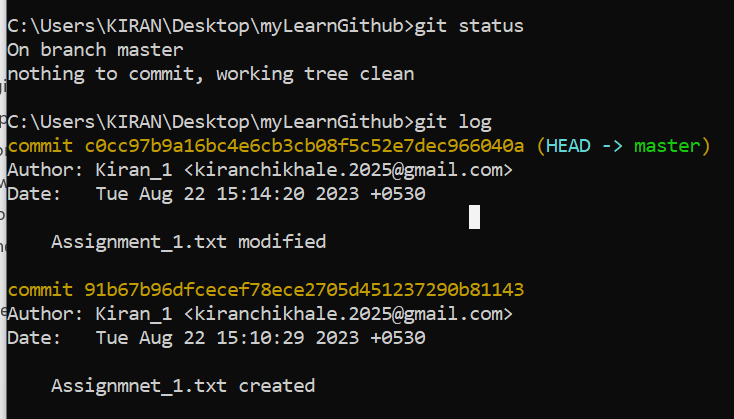 C:\Users\KIRAN\Desktop\myLearnGithub>git status
On branch master
nothing to commit, working tree clean
C:\Users\KIRAN\Desktop\myLearnGithub>git log
commit c0cc97b9a16bc4e6cb3cb08f5c52e7dec966040a (HEAD -> master)
Author: Kiran_1 <kiranchikhale.2025@gmail.com>
Date:   Tue Aug 22 15:14:20 2023 +0530
Assignment_1.txt modified
commit 91b67b96dfcecef78ece2705d451237290b81143
Author: Kiran_1 <kiranchikhale.2025@gmail.com>
Date:   Tue Aug 22 15:10:29 2023 +0530
Assignmnet_1.txt created